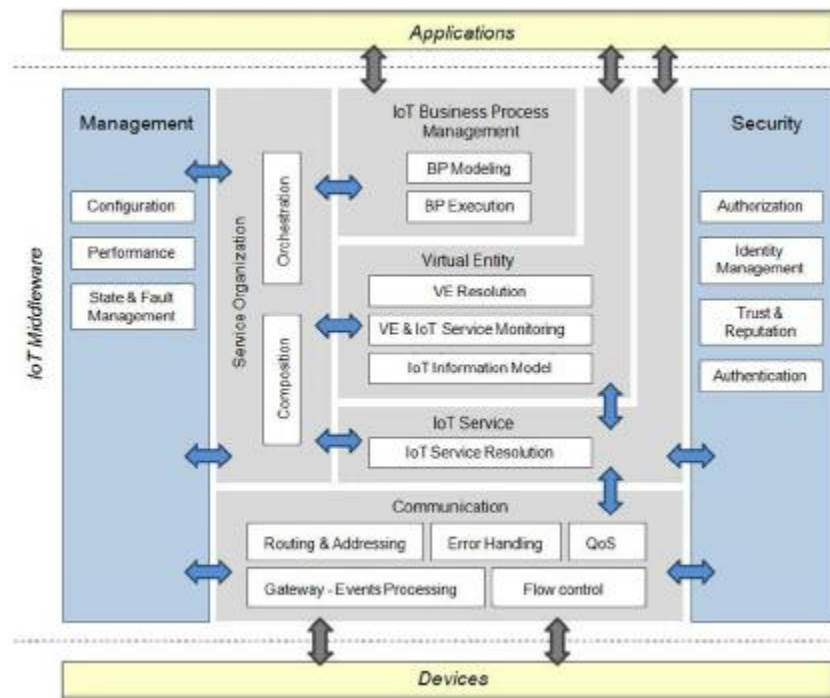 Applications
IoT Middleware
Management
Configuration
Performance
State & Fault
Management
Service Organization
Orchestration
Composition
IoT Business Process
Management
BP Modeling
BP Execution
Virtual Entity
VE Resolution
VE & IoT Service Monitoring
IoT Information Model
IoT Service
IoT Service Resolution
Communication
Routing & Addressing
Error Handling
QoS
Gateway - Events Processing
Flow control
Security
Authorization
Identity
Management
Trust &
Reputation
Authentication
Devices